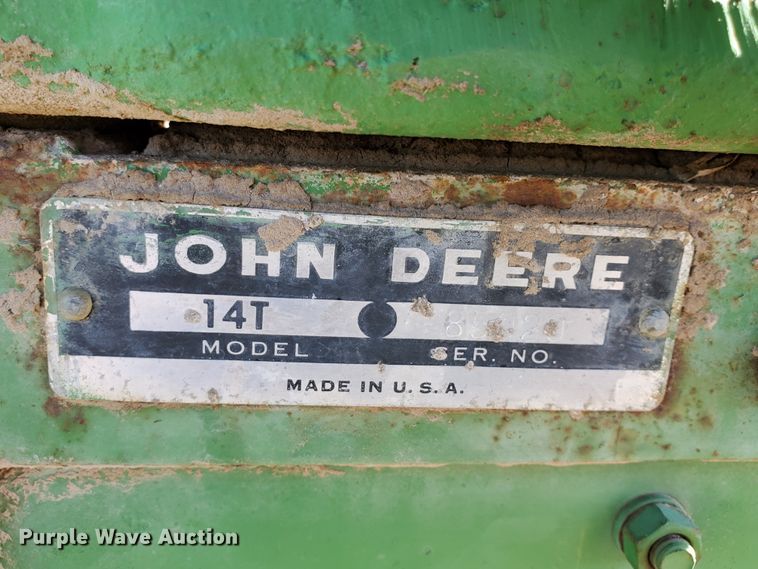 JOHN DEERE
14T
MODEL SER. NO.
MADE IN U.S.A.
Purple Wave Auction